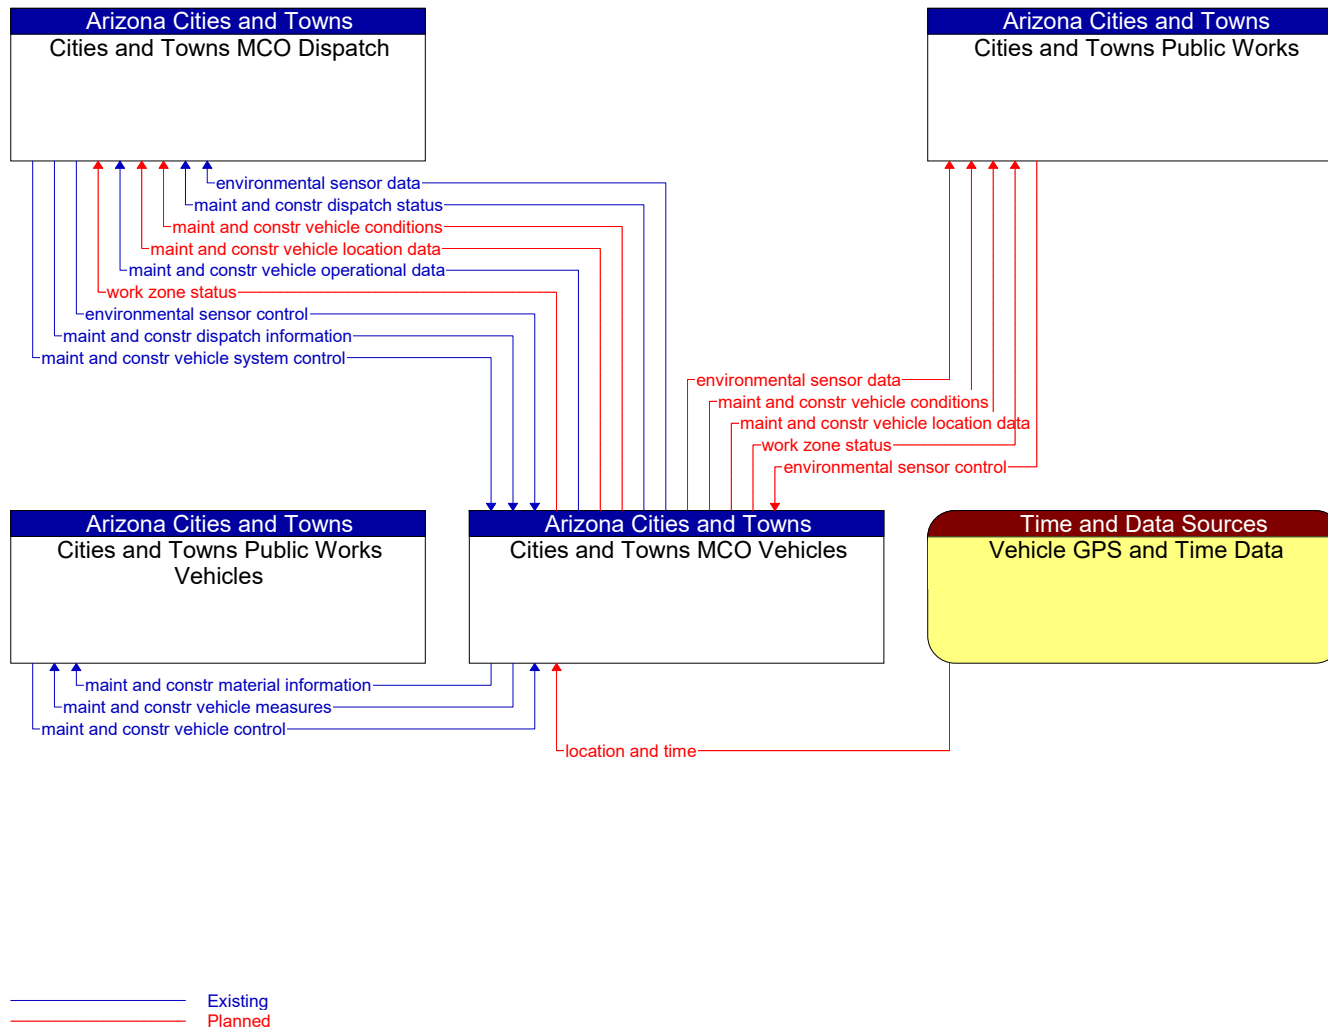 Arizona Cities and Towns
Cities and Towns MCO Dispatch
Arizona Cities and Towns
Cities and Towns Public Works
environmental sensor data
maint and constr dispatch status
maint and constr vehicle conditions
maint and constr vehicle location data
maint and constr vehicle operational data
work zone status
environmental sensor control
maint and constr dispatch information
maint and constr vehicle system control
environmental sensor data
maint and constr vehicle conditions
maint and constr vehicle location data
work zone status
environmental sensor control
Arizona Cities and Towns
Cities and Towns Public Works
Vehicles
Arizona Cities and Towns
Cities and Towns MCO Vehicles
Time and Data Sources
Vehicle GPS and Time Data
maint and constr material information
maint and constr vehicle measures
maint and constr vehicle control
location and time
Existing
Planned